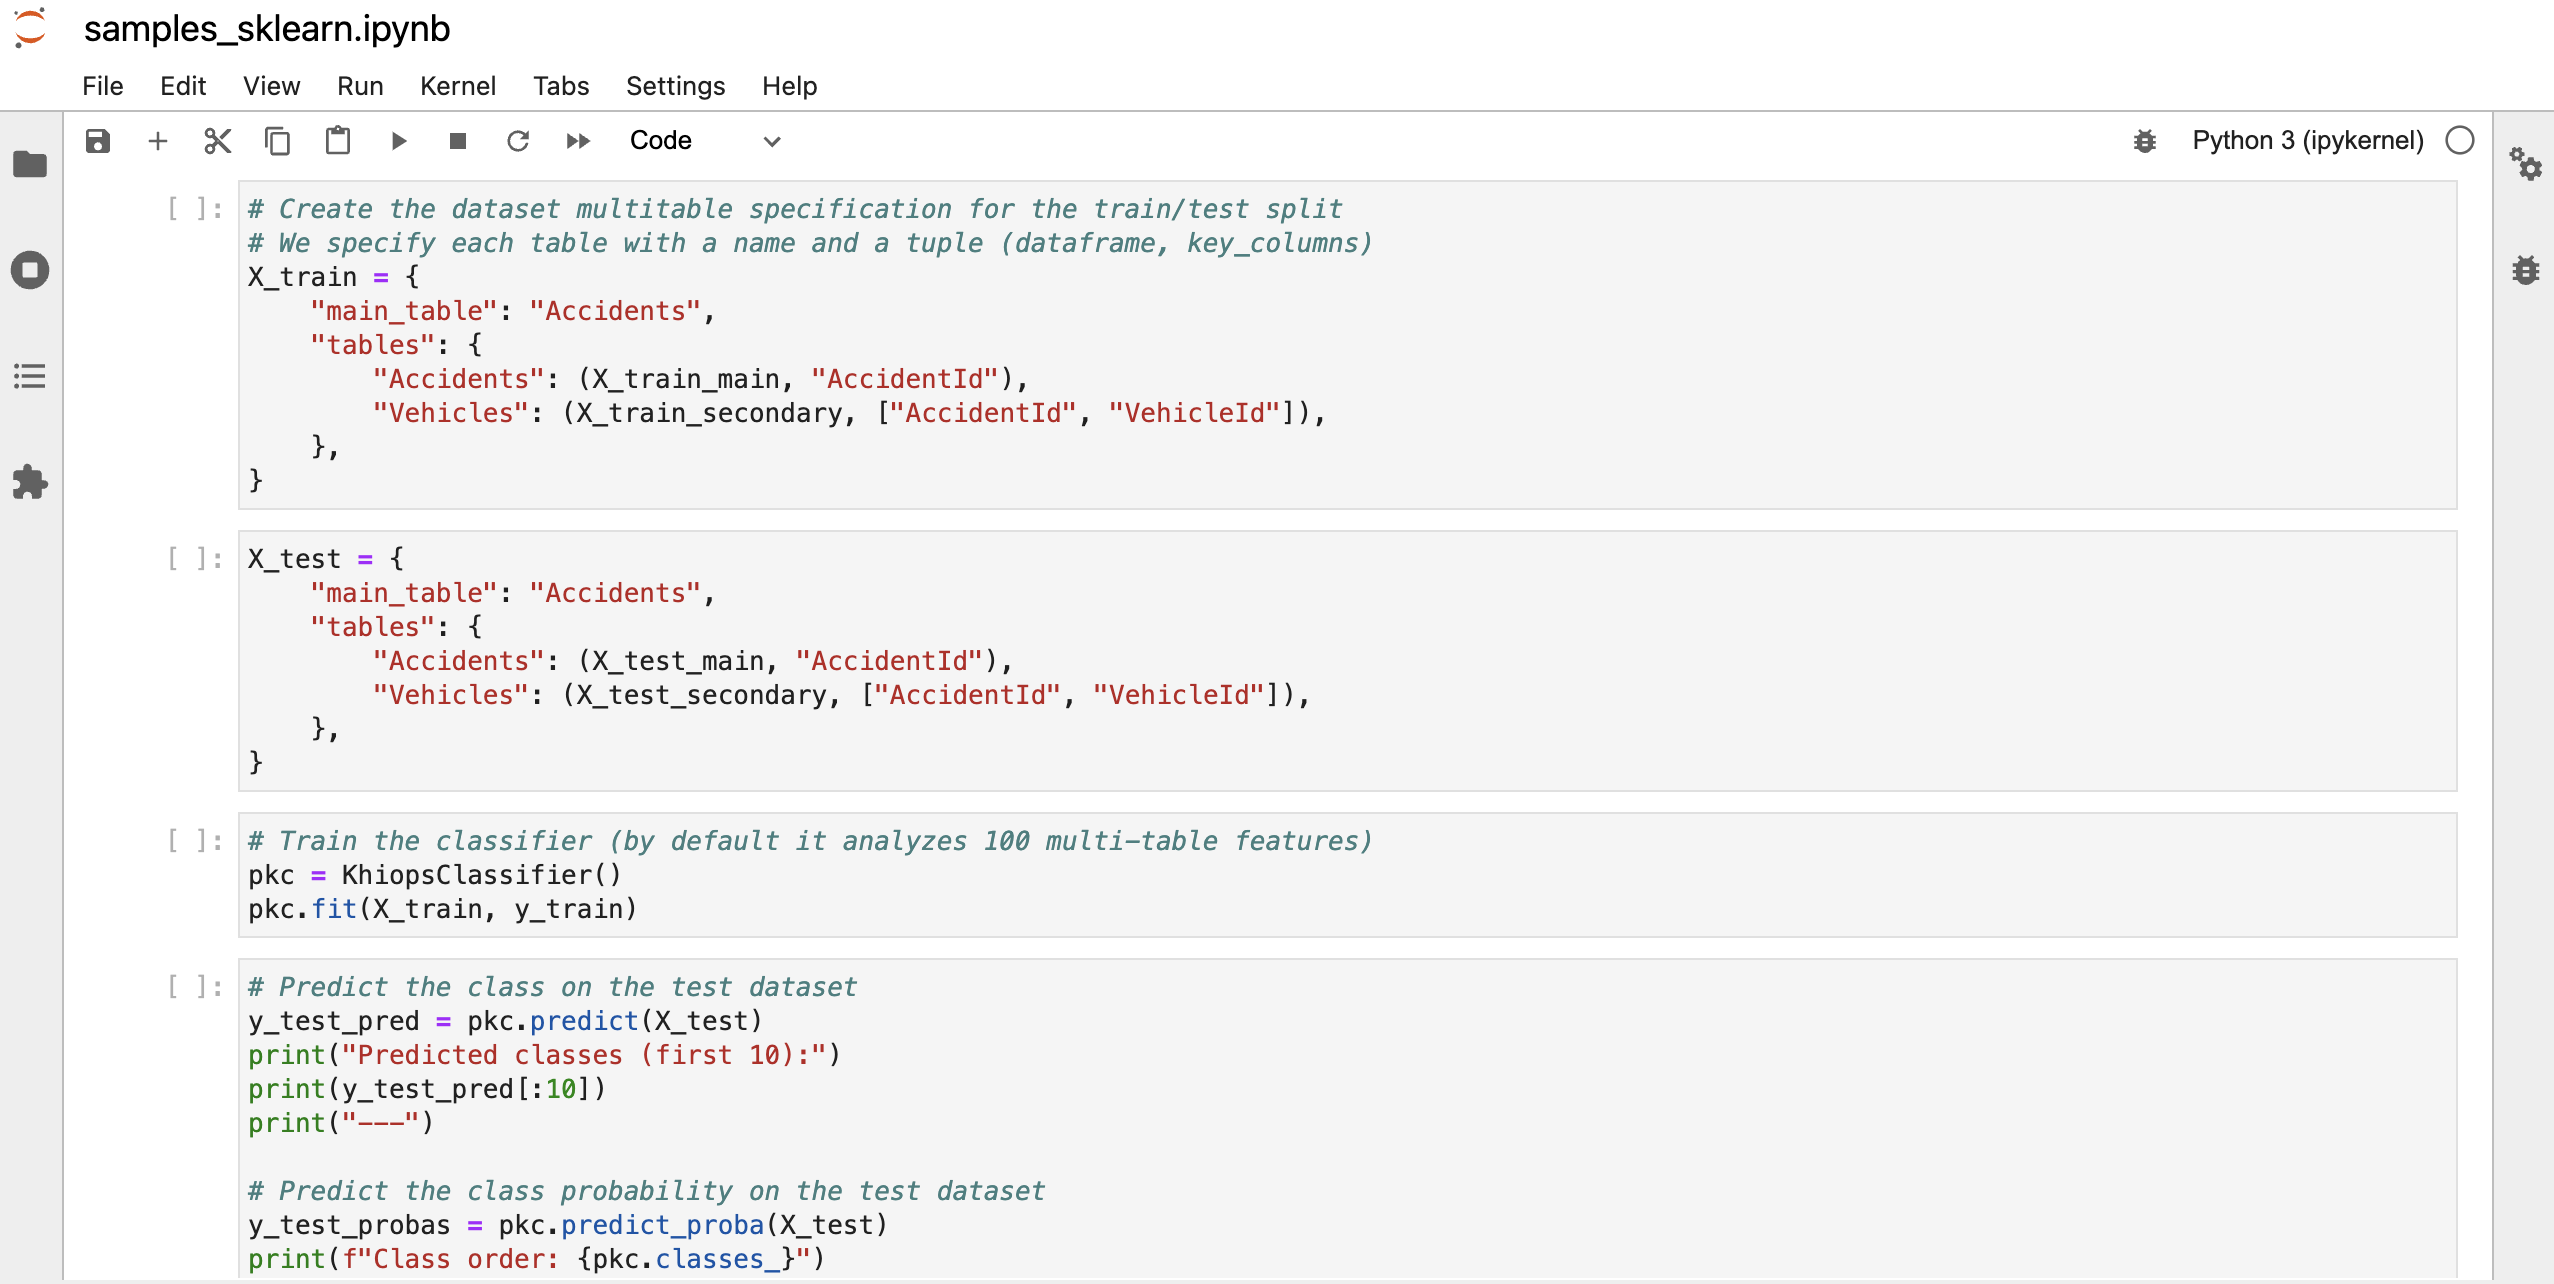 samples_sklearn.ipynb
File Edit View Run Kernel Tabs Settings Help
Code Python 3 (ipykernel)
[ ]: # Create the dataset multitable specification for the train/test split
# We specify each table with a name and a tuple (dataframe, key_columns)
X_train = {
    "main_table": "Accidents",
    "tables": {
        "Accidents": (X_train_main, "AccidentId"),
        "Vehicles": (X_train_secondary, ["AccidentId", "VehicleId"]),
    },
}
[ ]: X_test = {
    "main_table": "Accidents",
    "tables": {
        "Accidents": (X_test_main, "AccidentId"),
        "Vehicles": (X_test_secondary, ["AccidentId", "VehicleId"]),
    },
}
[ ]: # Train the classifier (by default it analyzes 100 multi-table features)
pkc = KhiopsClassifier()
pkc.fit(X_train, y_train)
[ ]: # Predict the class on the test dataset
y_test_pred = pkc.predict(X_test)
print("Predicted classes (first 10):")
print(y_test_pred[:10])
print("---")
# Predict the class probability on the test dataset
y_test_probas = pkc.predict_proba(X_test)
print(f"Class order: {pkc.classes_}")